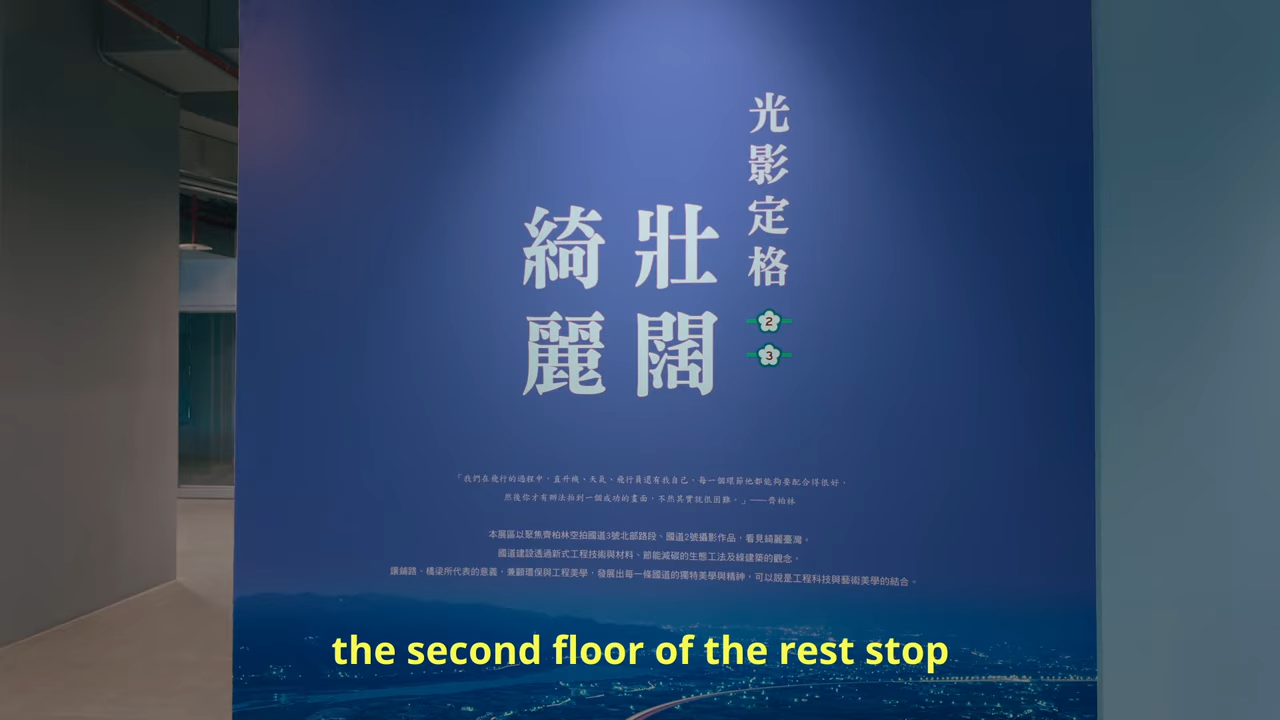 光影定格
2
3
壯闊
綺麗
「我們在飛行的過程中，直升機、天氣、飛行員還有我自己，每一個環節他都能夠要配合得很好，
然後你才有辦法拍到一個成功的畫面，不然其實就很困難。」——齊柏林
本展區以聚焦齊柏林空拍國道3號北部路段、國道2號攝影作品，看見綺麗臺灣。
國道建設透過新式工程技術與材料、節能減碳的生態工法及綠建築的觀念，
讓鋪路、橋梁所代表的意義，兼顧環保與工程美學，發展出每一條國道的獨特美學與精神，可以說是工程科技與藝術美學的結合。
the second floor of the rest stop